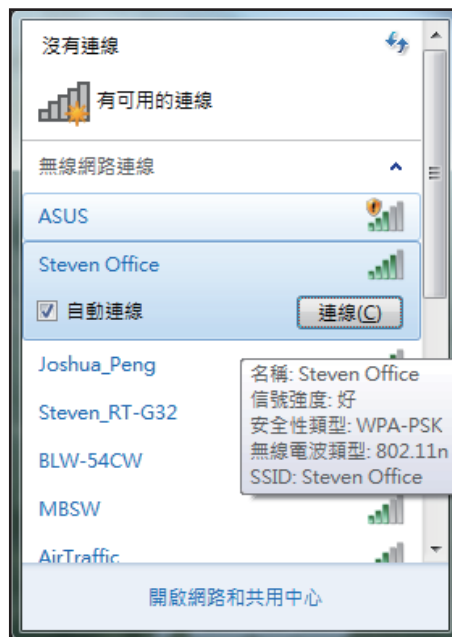 沒有連線
有可用的連線
無線網路連線
ASUS
Steven Office
自動連線
連線(C)
Joshua_Peng
名稱: Steven Office
信號強度: 好
安全性類型: WPA-PSK
無線電波類型: 802.11n
SSID: Steven Office
Steven_RT-G32
BLW-54CW
MBSW
AirTraffic
開啟網路和共用中心